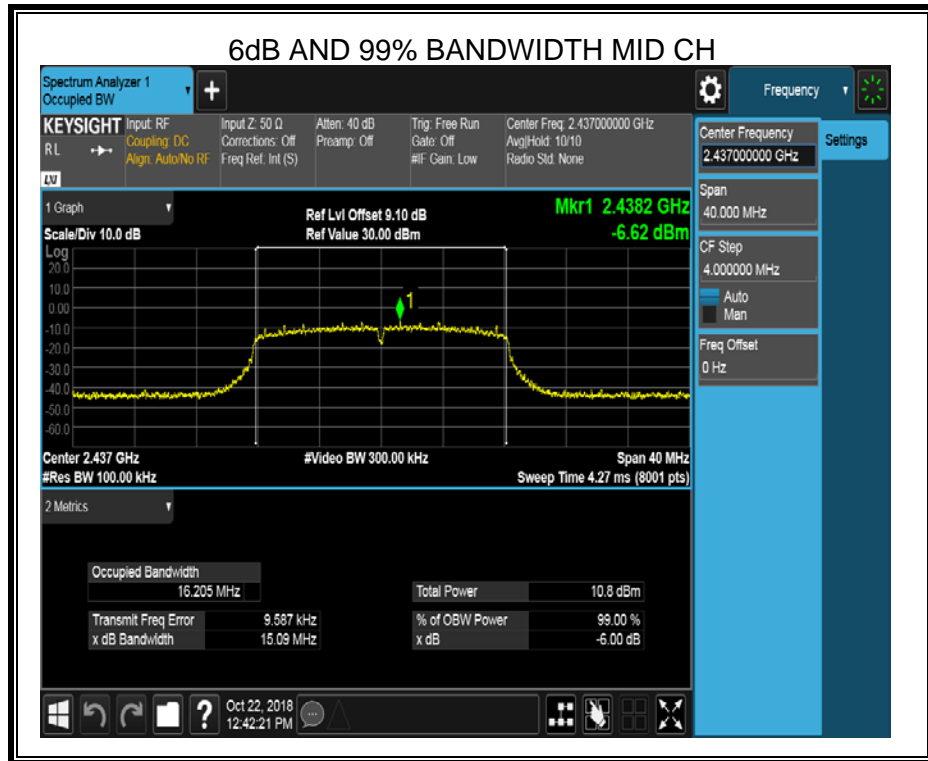 6dB AND 99% BANDWIDTH MID CH
Spectrum Analyzer 1
Occupied BW
+
Frequency
KEYSIGHT
RL
LXI
Input: RF
Coupling: DC
Align: Auto/No RF
Input Z: 50 Ω
Corrections: Off
Freq Ref: Int (S)
Atten: 40 dB
Preamp: Off
Trig: Free Run
Gate: Off
#IF Gain: Low
Center Freq: 2.437000000 GHz
Avg|Hold: 10/10
Radio Std: None
Center Frequency
2.437000000 GHz
Settings
Span
40.000 MHz
CF Step
4.000000 MHz
Auto
Man
Freq Offset
0 Hz
1 Graph
Scale/Div 10.0 dB
Ref Lvl Offset 9.10 dB
Ref Value 30.00 dBm
Mkr1 2.4382 GHz
-6.62 dBm
Log
20.0
10.0
0.00
-10.0
-20.0
-30.0
-40.0
-50.0
-60.0
1
Center 2.437 GHz
#Res BW 100.00 kHz
#Video BW 300.00 kHz
Span 40 MHz
Sweep Time 4.27 ms (8001 pts)
2 Metrics
Occupied Bandwidth
16.205 MHz
Total Power 10.8 dBm
Transmit Freq Error 9.587 kHz
% of OBW Power 99.00 %
x dB Bandwidth 15.09 MHz
x dB -6.00 dB
?
Oct 22, 2018
12:42:21 PM